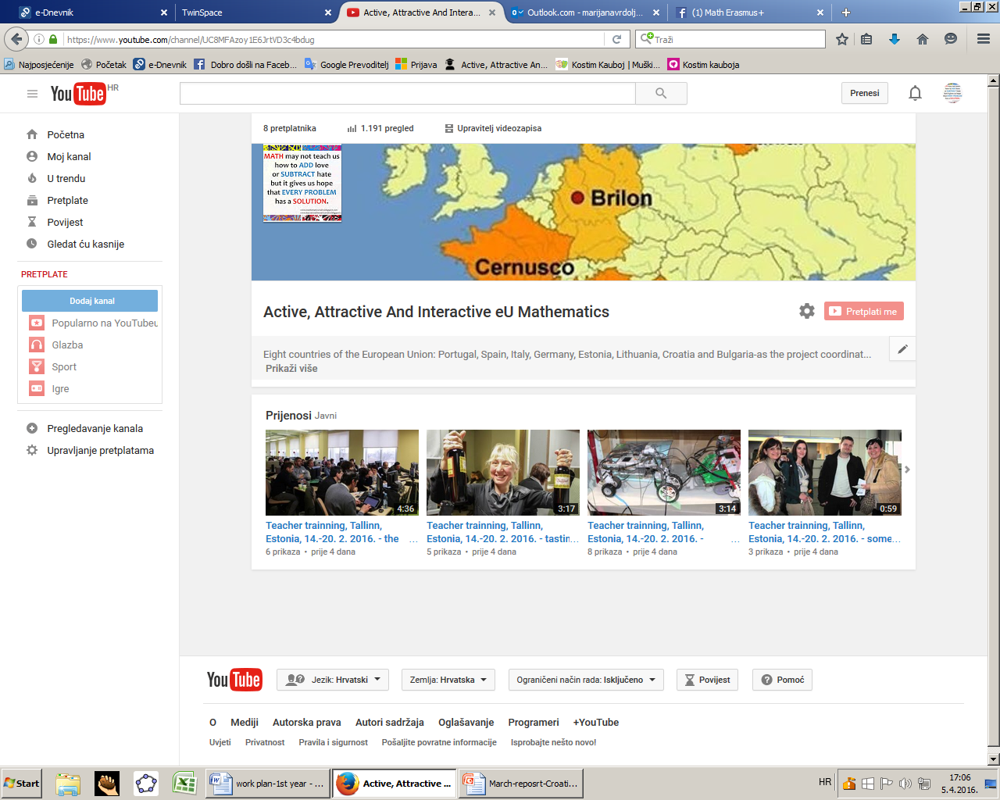 e-Dnevnik
TwinSpace
Active, Attractive And Intera...
Outlook.com - marijanavrdolj...
(1) Math Erasmus+
https://www.youtube.com/channel/UC8MFAzoy1E6JrtVD3c4bdug
Traži
Najposjećenije
Početak
e-Dnevnik
Dobro došli na Faceb...
Google Prevoditelj
Prijava
Active, Attractive An...
Kostim Kauboj | Muški...
Kostim kauboja
YouTube HR
Prenesi
Početna
Moj kanal
U trendu
Pretplate
Povijest
Gledat ću kasnije
PRETPLATE
Dodaj kanal
Popularno na YouTubeu
Glazba
Sport
Igre
Pregledavanje kanala
Upravljanje pretplatama
8 pretplatnika
1.191 pregled
Upravitelj videozapisa
MATH may not teach us
how to ADD love
or SUBTRACT hate
but it gives us hope
that EVERY PROBLEM
has a SOLUTION.
Brilon
Cernusco
Active, Attractive And Interactive eU Mathematics
Pretplati me
Eight countries of the European Union: Portugal, Spain, Italy, Germany, Estonia, Lithuania, Croatia and Bulgaria-as the project coordinat...
Prikaži više
Prijenosi Javni
4:36
3:17
3:14
0:59
Teacher trainning, Tallinn,
Estonia, 14.-20. 2. 2016. - the ...
6 prikaza • prije 4 dana
Teacher trainning, Tallinn,
Estonia, 14.-20. 2. 2016. - tastin...
5 prikaza • prije 4 dana
Teacher trainning, Tallinn,
Estonia, 14.-20. 2. 2016. - ...
8 prikaza • prije 4 dana
Teacher trainning, Tallinn,
Estonia, 14.-20. 2. 2016. - some...
3 prikaza • prije 4 dana
YouTube
Jezik: Hrvatski
Zemlja: Hrvatska
Ograničeni način rada: Isključeno
Povijest
Pomoć
O
Mediji
Autorska prava
Autori sadržaja
Oglašavanje
Programeri
+YouTube
Uvjeti
Privatnost
Pravila i sigurnost
Pošaljite povratne informacije
Isprobajte nešto novo!
Start
work plan-1st year - ...
Active, Attractive ...
March-reposrt-Croati...
HR
17:06
5.4.2016.